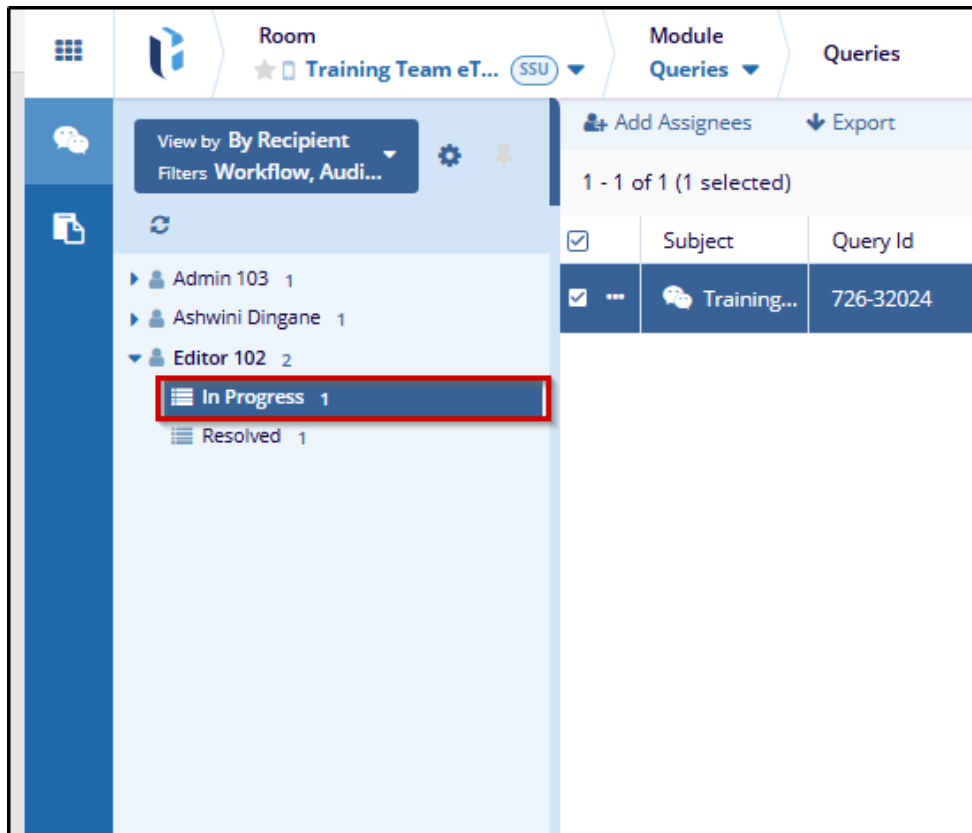 Room
Training Team eT... SSU
Module
Queries
Queries
View by By Recipient
Filters Workflow, Audi...
Add Assignees
Export
1 - 1 of 1 (1 selected)
Subject
Query Id
Training...
726-32024
Admin 103 1
Ashwini Dingane 1
Editor 102 2
In Progress 1
Resolved 1